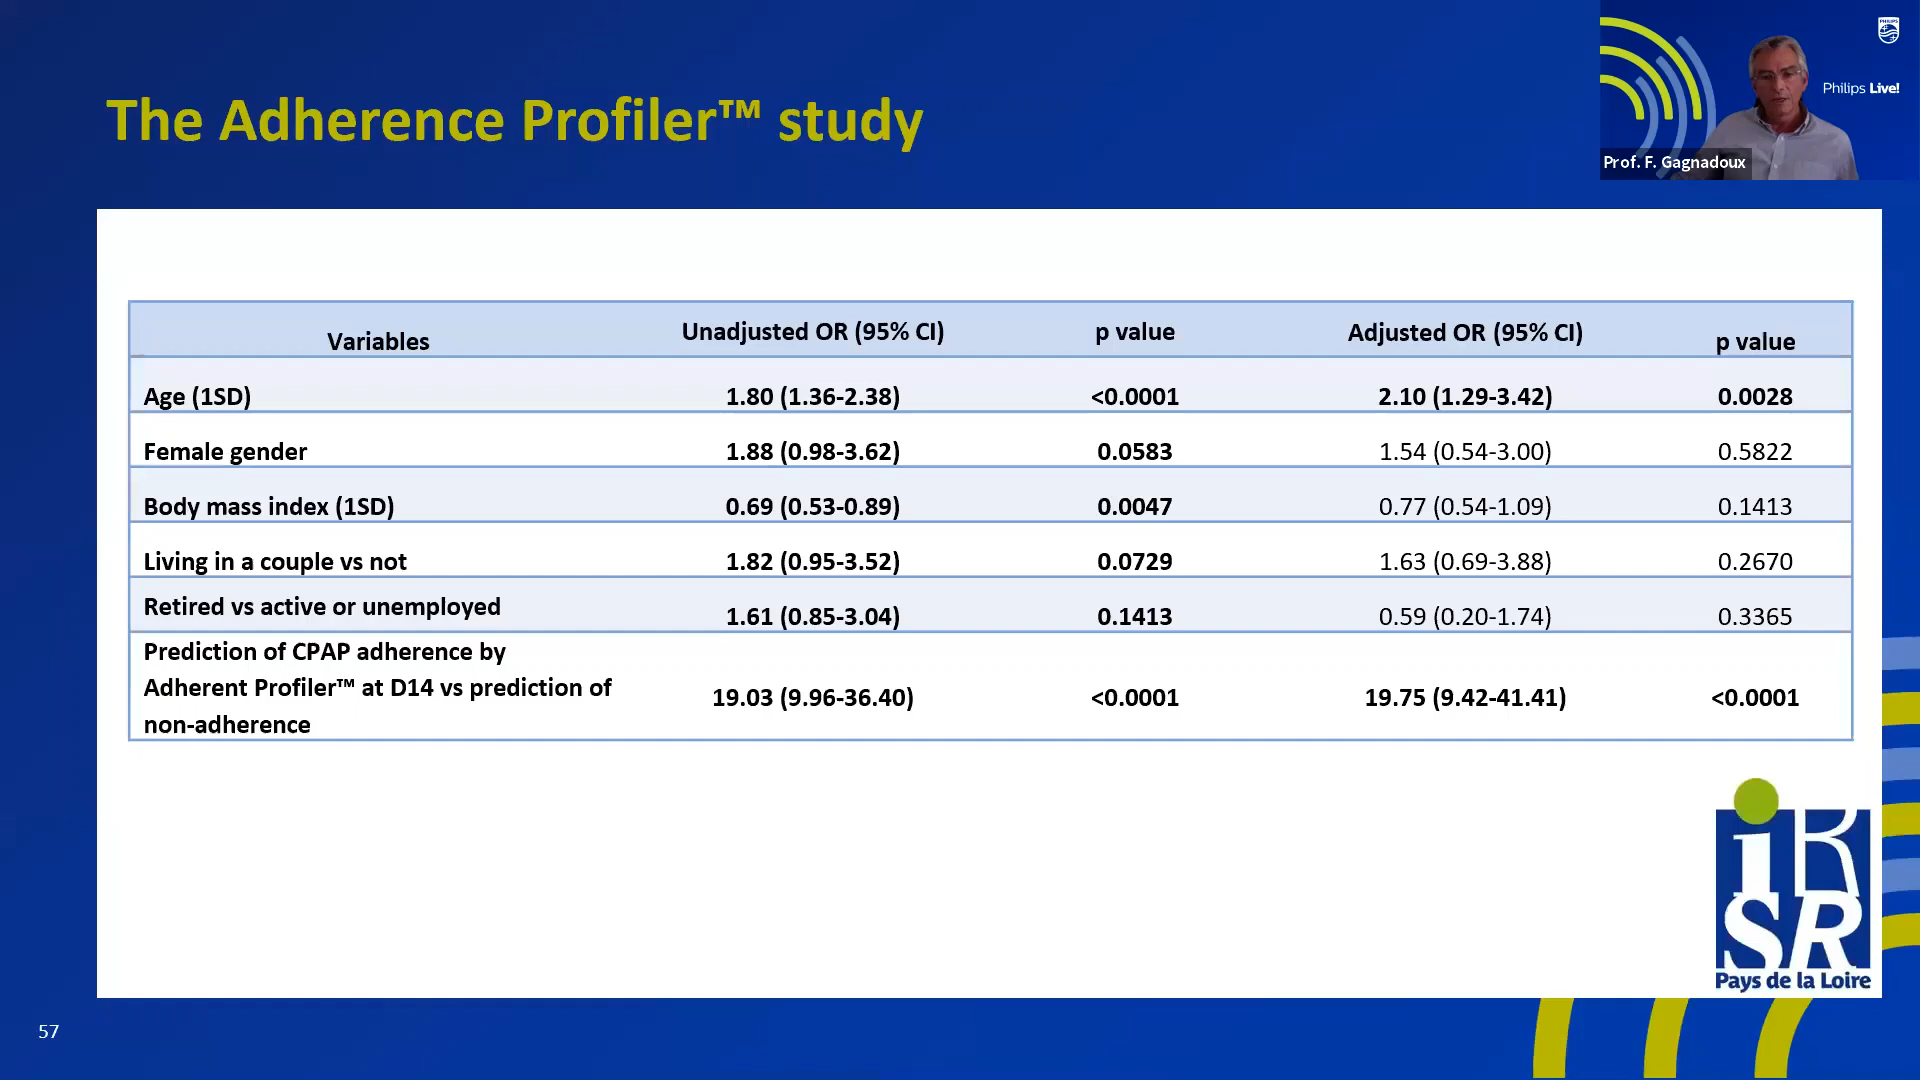 PHILIPS
Philips Live!
Prof. F. Gagnadoux
The Adherence Profiler™ study
Variables Unadjusted OR (95% CI) p value Adjusted OR (95% CI) p value
Age (1SD) 1.80 (1.36-2.38) <0.0001 2.10 (1.29-3.42) 0.0028
Female gender 1.88 (0.98-3.62) 0.0583 1.54 (0.54-3.00) 0.5822
Body mass index (1SD) 0.69 (0.53-0.89) 0.0047 0.77 (0.54-1.09) 0.1413
Living in a couple vs not 1.82 (0.95-3.52) 0.0729 1.63 (0.69-3.88) 0.2670
Retired vs active or unemployed 1.61 (0.85-3.04) 0.1413 0.59 (0.20-1.74) 0.3365
Prediction of CPAP adherence by
Adherent Profiler™ at D14 vs prediction of 19.03 (9.96-36.40) <0.0001 19.75 (9.42-41.41) <0.0001
non-adherence
iR
SR
Pays de la Loire
57